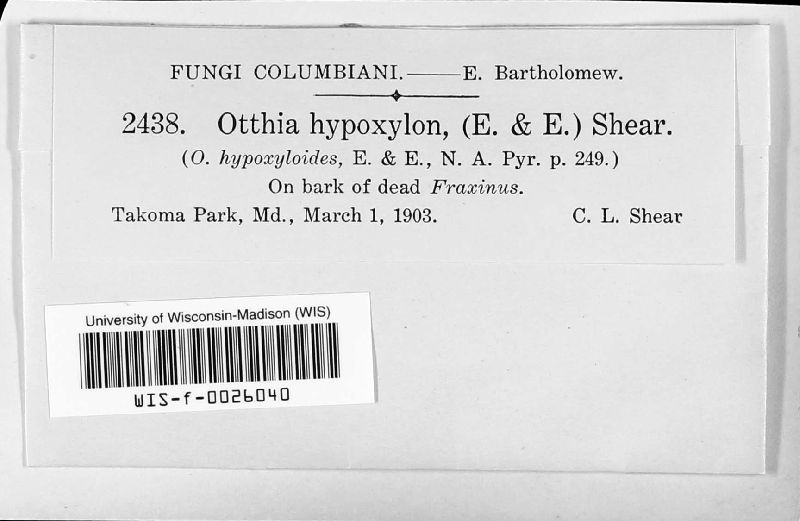 FUNGI COLUMBIANI.——E. Bartholomew.
2438. Otthia hypoxylon, (E. & E.) Shear.
(O. hypoxyloides, E. & E., N. A. Pyr. p. 249.)
On bark of dead Fraxinus.
Takoma Park, Md., March 1, 1903. C. L. Shear
University of Wisconsin-Madison (WIS)
WIS-f-0026040